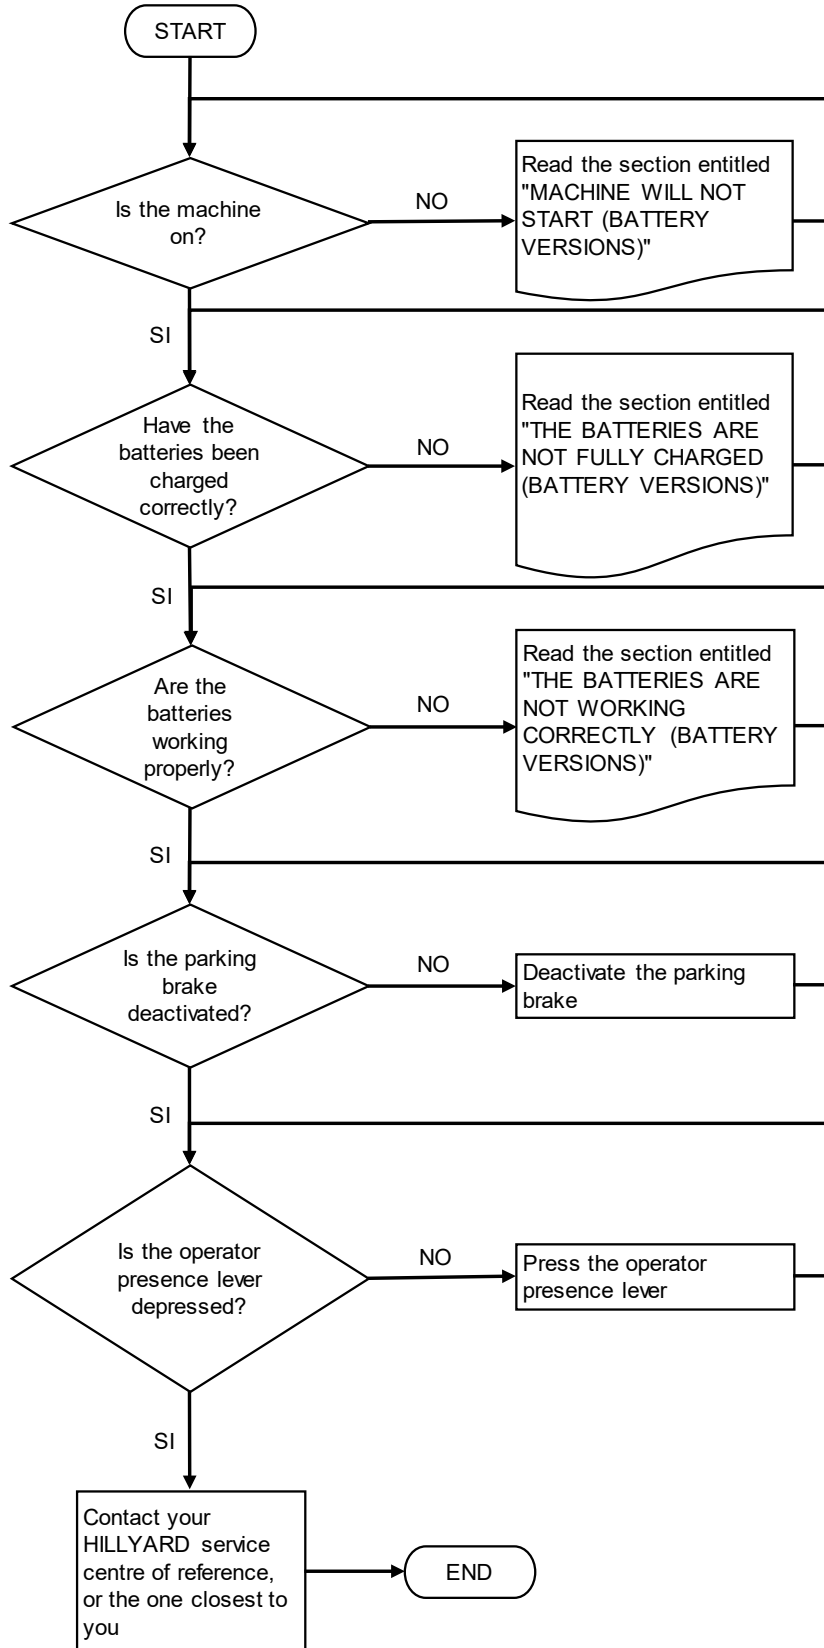 START
Is the machine
on?
NO
Read the section entitled
"MACHINE WILL NOT
START (BATTERY
VERSIONS)"
SI
Have the
batteries been
charged
correctly?
NO
Read the section entitled
"THE BATTERIES ARE
NOT FULLY CHARGED
(BATTERY VERSIONS)"
SI
Are the
batteries
working
properly?
NO
Read the section entitled
"THE BATTERIES ARE
NOT WORKING
CORRECTLY (BATTERY
VERSIONS)"
SI
Is the parking
brake
deactivated?
NO
Deactivate the parking
brake
SI
Is the operator
presence lever
depressed?
NO
Press the operator
presence lever
SI
Contact your
HILLYARD service
centre of reference,
or the one closest to
you
END